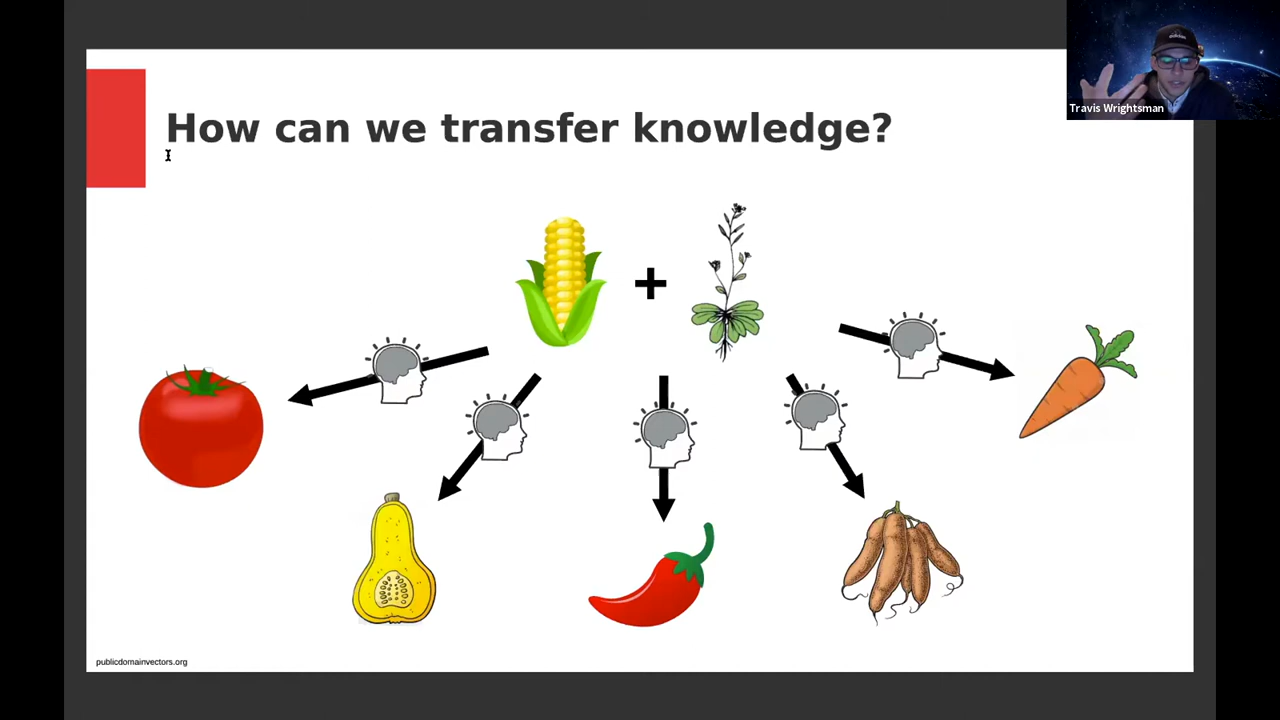 How can we transfer knowledge?
Travis Wrightsman
publicdomainvectors.org